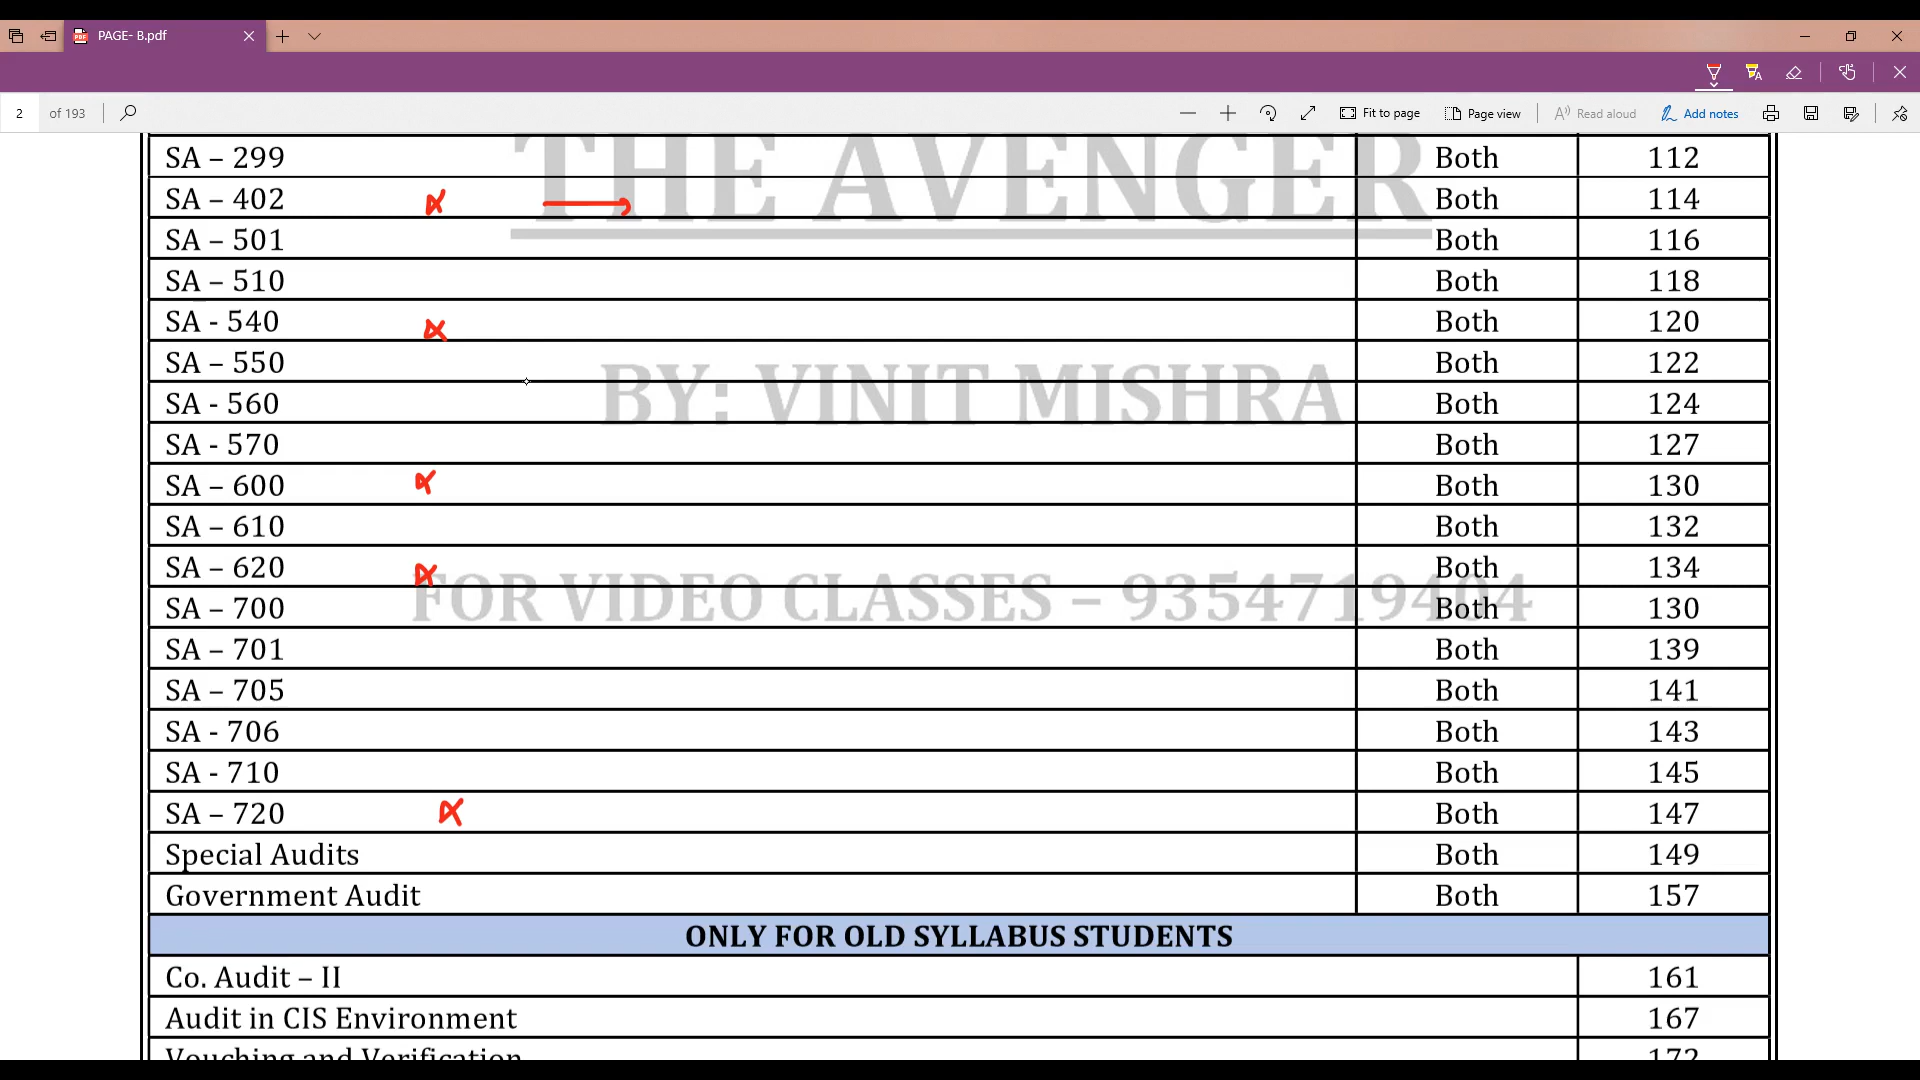 PAGE- B.pdf
2 of 193
Fit to page
Page view
Read aloud
Add notes
THE AVENGER
SA – 299 Both 112
SA – 402 Both 114
SA – 501 Both 116
SA – 510 Both 118
SA - 540 Both 120
SA – 550 Both 122
BY: VINIT MISHRA
SA - 560 Both 124
SA - 570 Both 127
SA – 600 Both 130
SA – 610 Both 132
SA – 620 Both 134
FOR VIDEO CLASSES – 9354719404
SA – 700 Both 130
SA – 701 Both 139
SA – 705 Both 141
SA - 706 Both 143
SA - 710 Both 145
SA – 720 Both 147
Special Audits Both 149
Government Audit Both 157
ONLY FOR OLD SYLLABUS STUDENTS
Co. Audit – II 161
Audit in CIS Environment 167
Vouching and Verification 172